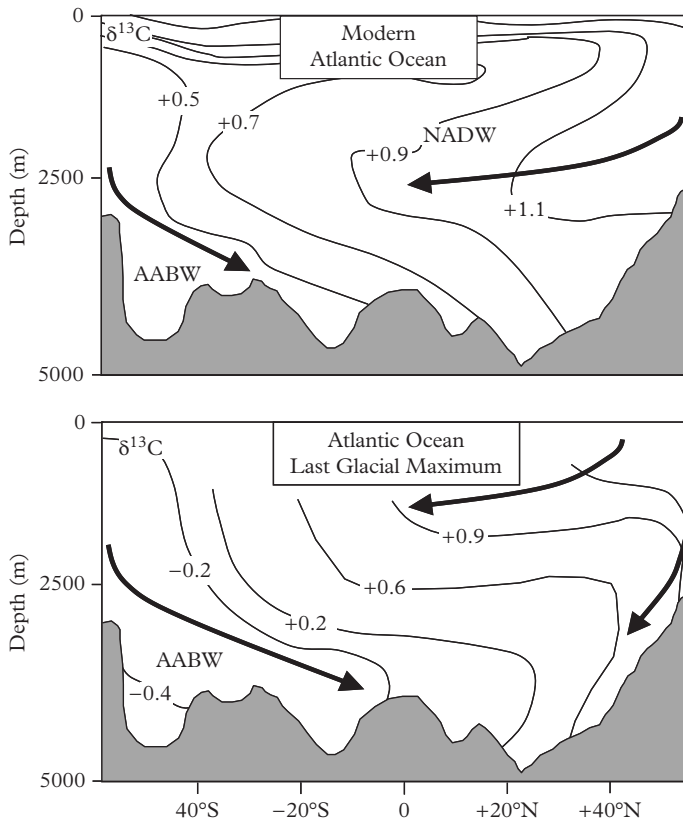 0
δ¹³C
Modern
Atlantic Ocean
+0.5
+0.7
NADW
+0.9
2500
+1.1
AABW
5000
Depth (m)
0
δ¹³C
Atlantic Ocean
Last Glacial Maximum
+0.9
−0.2
2500
+0.6
+0.2
AABW
−0.4
5000
Depth (m)
40°S −20°S 0 +20°N +40°N